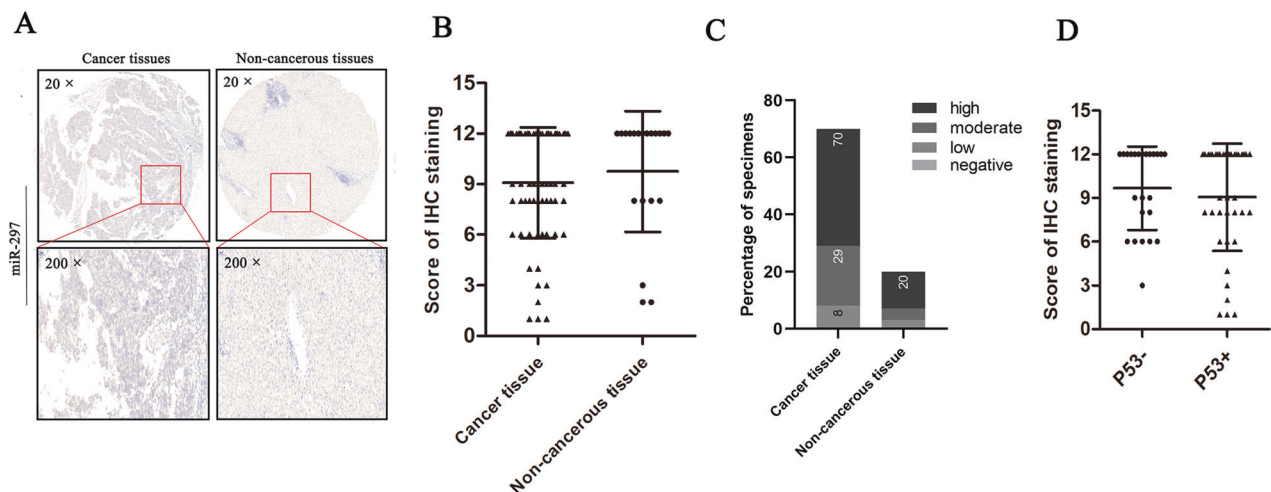 A
Cancer tissues
Non-cancerous tissues
20 ×
20 ×
miR-297
200 ×
200 ×
B
Score of IHC staining
15
12
9
6
3
0
Cancer tissue
Non-cancerous tissue
C
Percentage of specimens
80
60
40
20
0
70
29
8
20
high
moderate
low
negative
Cancer tissue
Non-cancerous tissue
D
Score of IHC staining
15
12
9
6
3
0
P53-
P53+